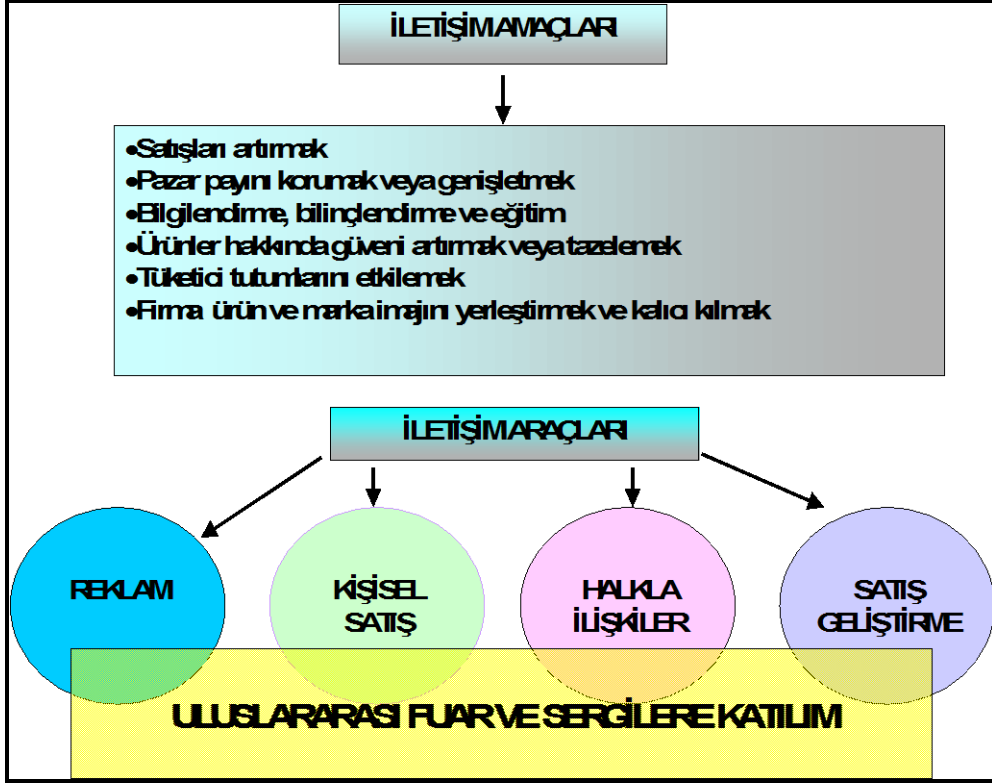 İLETİŞİM AMAÇLARI
•Satışları artırmak
•Pazar payını korumak veya genişletmek
•Bilgilendirme, bilinçlendirme ve eğitim
•Ürünler hakkında güveni artırmak veya tazelemek
•Tüketici tutumlarını etkilemek
•Firma ürün ve marka imajını yerleştirmek ve kalıcı kılmak
İLETİŞİM ARAÇLARI
REKLAM
KİŞİSEL
SATIŞ
HALKLA
İLİŞKİLER
SATIŞ
GELİŞTİRME
ULUSLARARASI FUAR VE SERGİLERE KATILIM